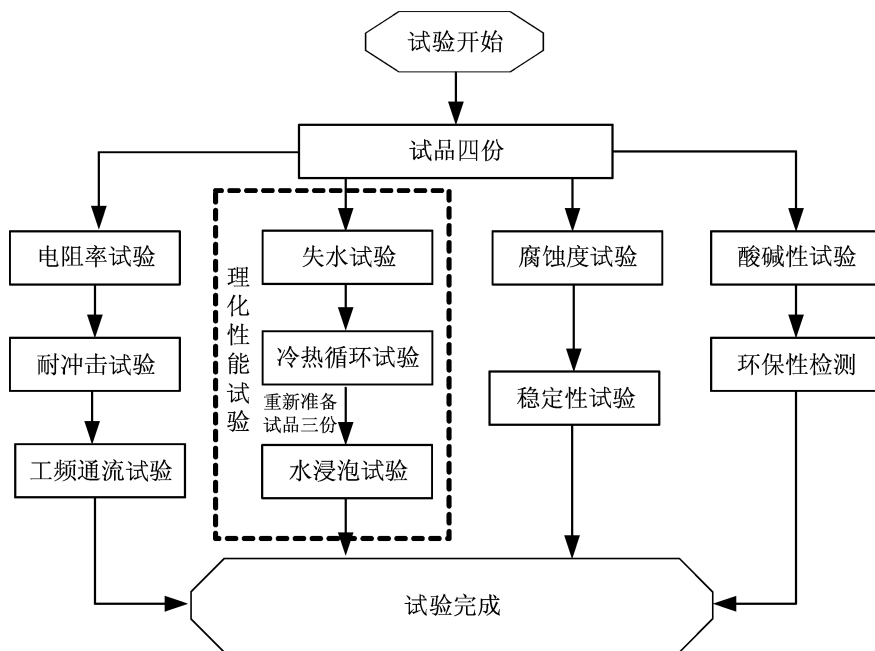 试验开始
试品四份
电阻率试验
失水试验
腐蚀度试验
酸碱性试验
理化性能试验
耐冲击试验
冷热循环试验
环保性检测
重新准备
试品三份
稳定性试验
工频通流试验
水浸泡试验
试验完成